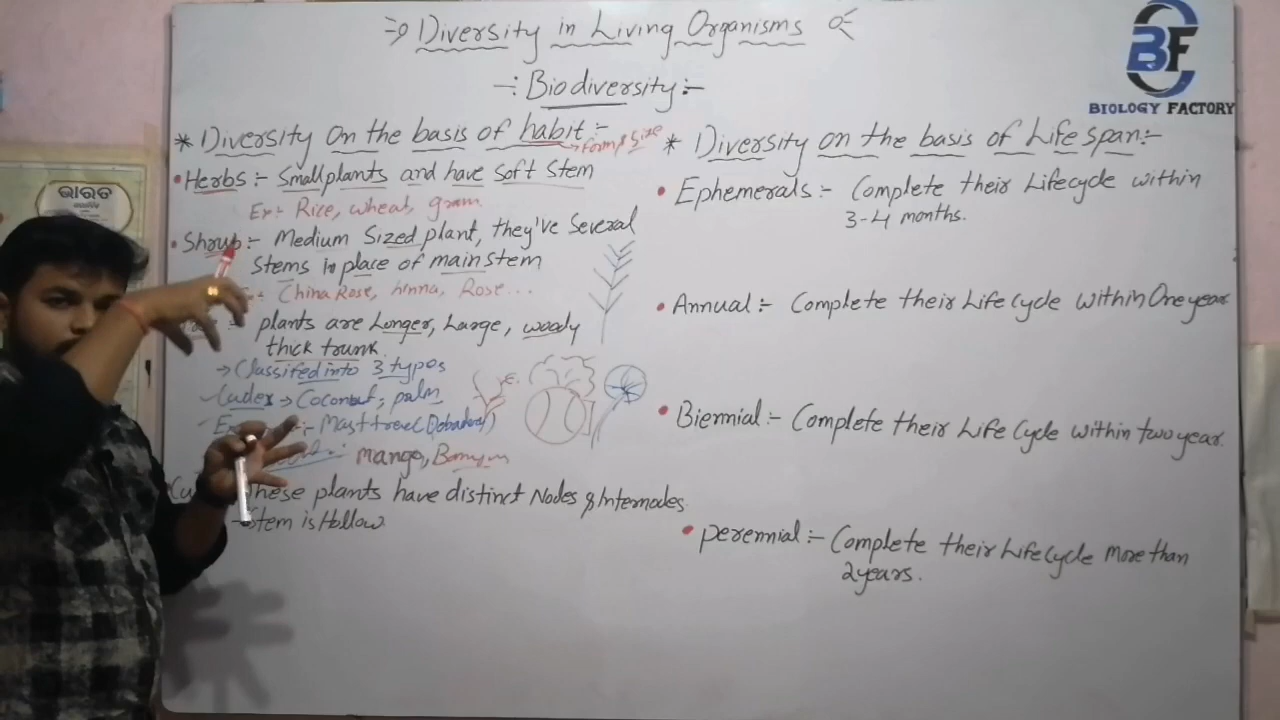 Diversity in Living Organisms
-: Biodiversity :-
BF
BIOLOGY FACTORY
* Diversity on the basis of habit :-
→ Form & Size
• Herbs :- Small plants and have soft stem
Ex:- Rice, wheat, gram
• Shrub :- Medium Sized plant, they've Several
Stems in place of main stem
China Rose, henna, Rose...
plants are Longer, Large, woody
thick trunk.
→ Classified into 3 types
Cudex → Coconut, palm
:- Mast tree (Debadaru)
mango, Banyan
These plants have distinct Nodes & Internodes.
Stem is Hollow
* Diversity on the basis of Life span :-
• Ephemerals :- Complete their Lifecycle within
3-4 months.
• Annual :- Complete their Life Cycle within One year
• Biennial :- Complete their Life Cycle within two year.
• perennial :- Complete their Life Cycle more than
2 years.
ଭାରତ